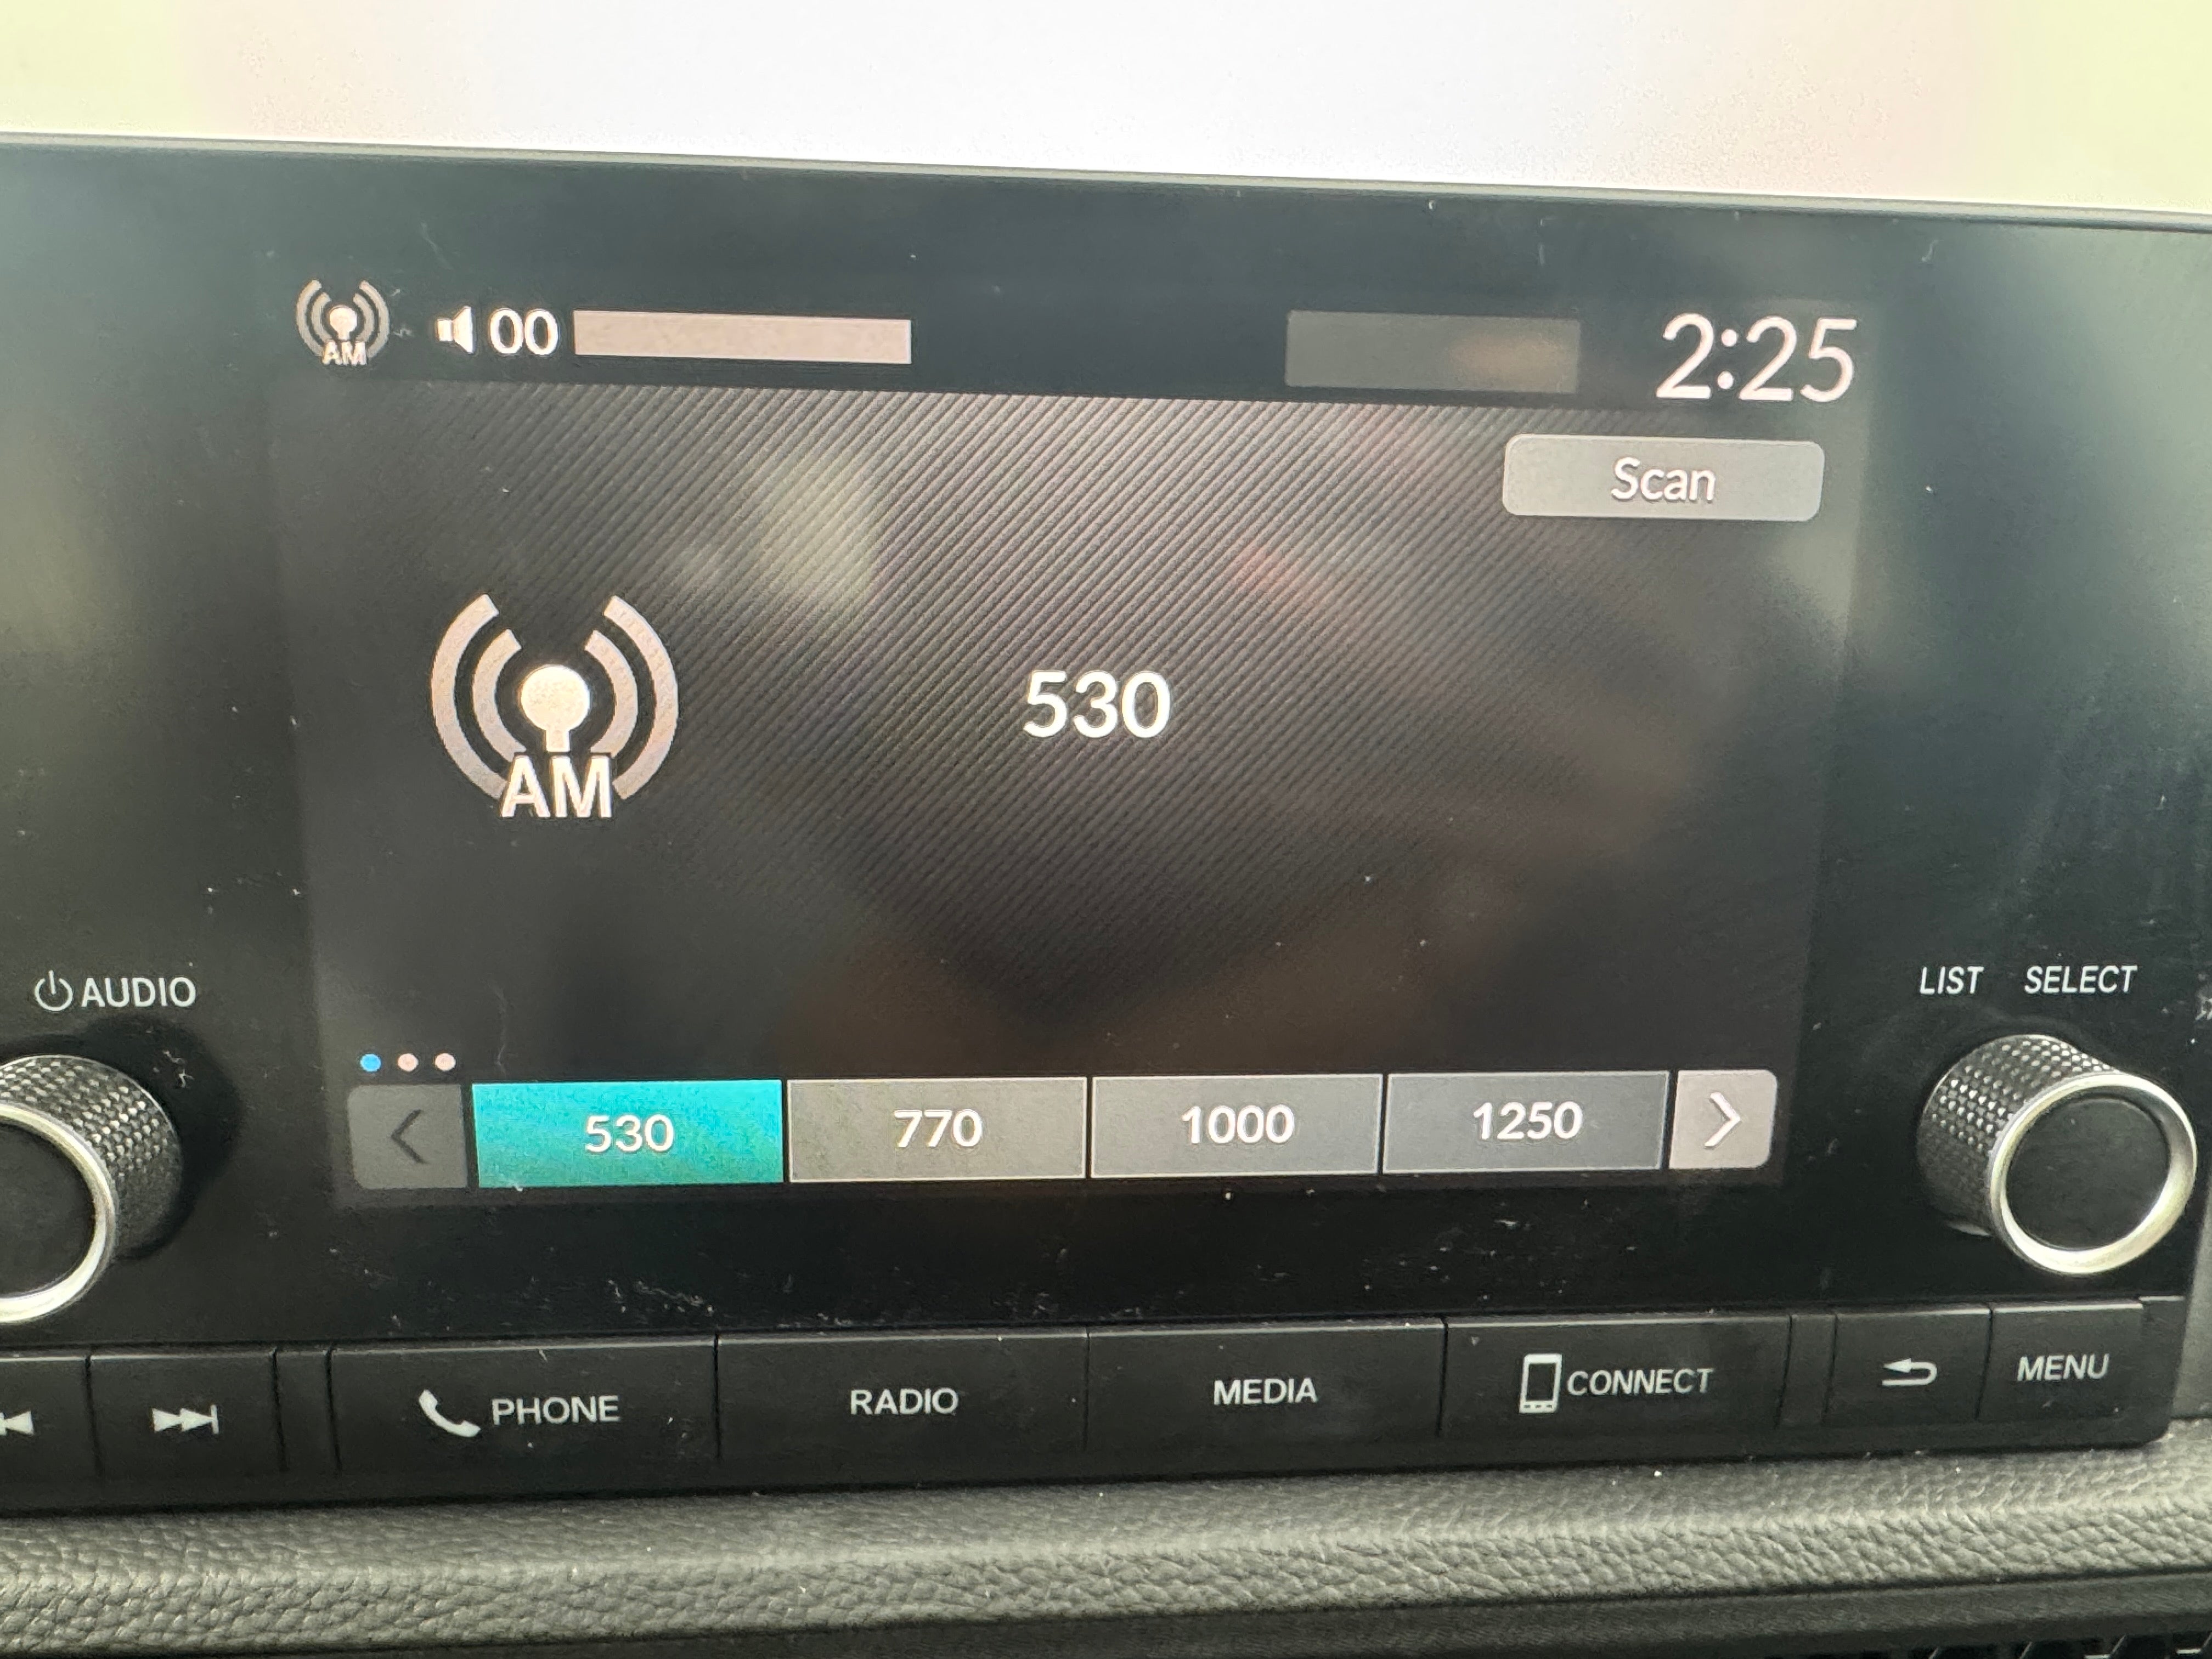 AM 00 2:25
Scan
530
AM
AUDIO
LIST SELECT
530 770 1000 1250
PHONE RADIO MEDIA CONNECT MENU